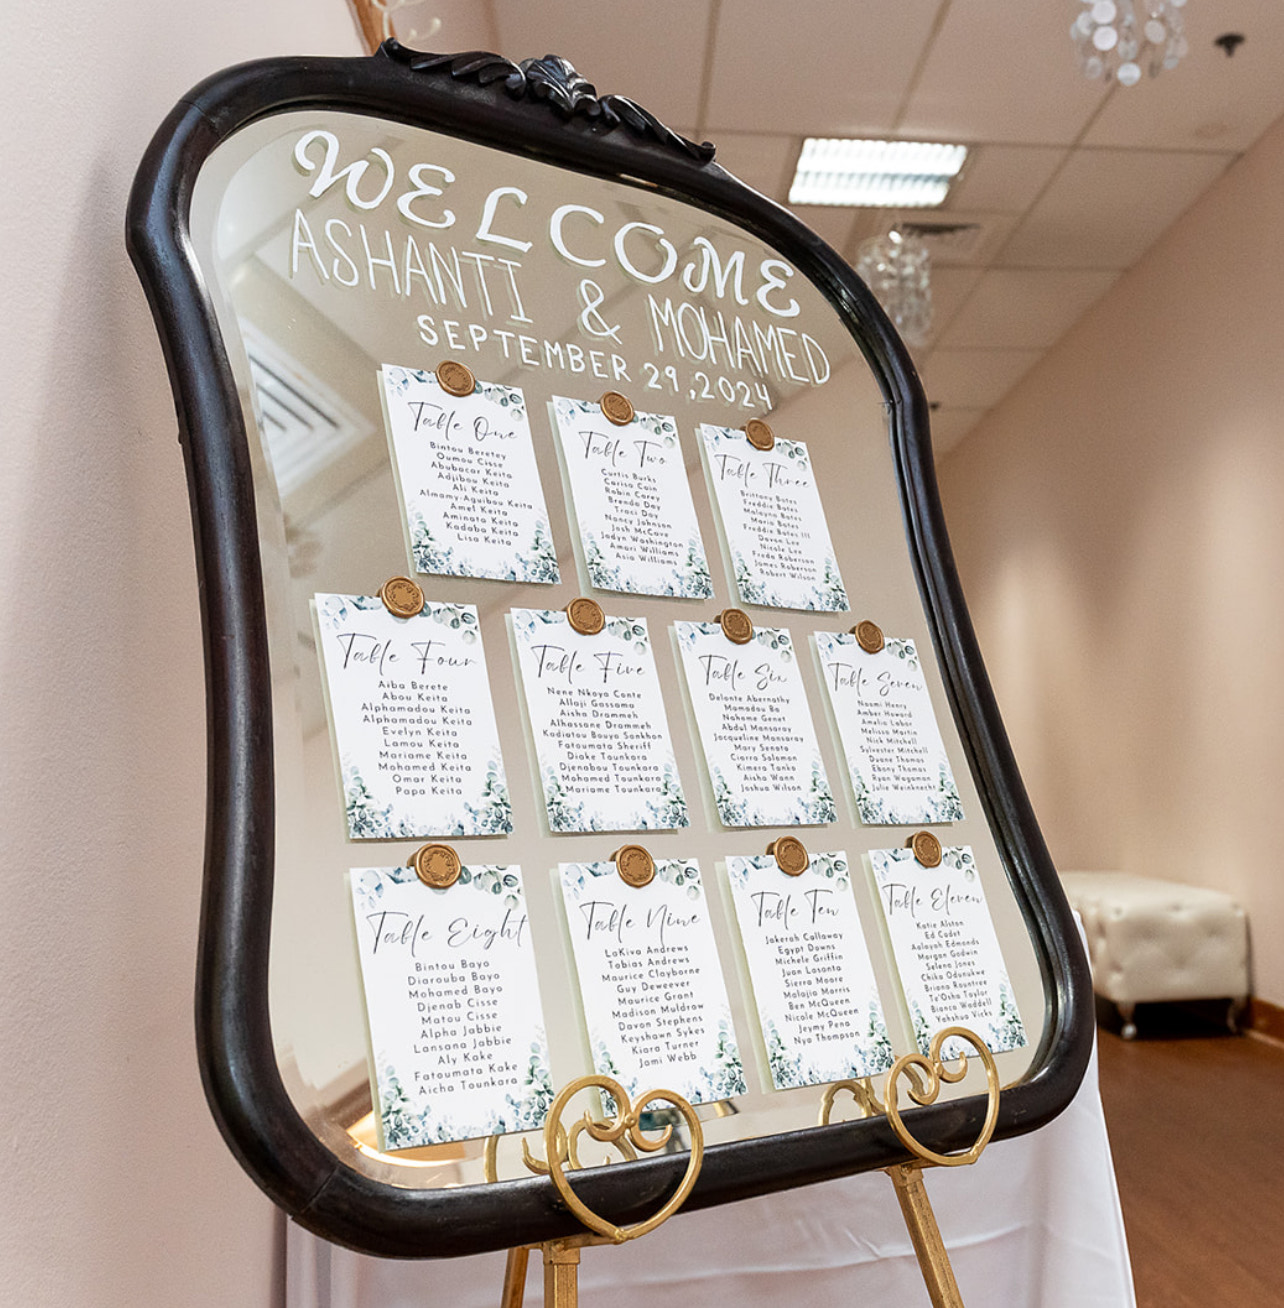 WELCOME
ASHANTI & MOHAMED
SEPTEMBER 29, 2024
Table One
Bintou Beretey
Oumou Cisse
Abubacar Keita
Adjibou Keita
Ali Keita
Almamy-Aguibou Keita
Amel Keita
Aminata Keita
Kadaba Keita
Lisa Keita
Table Two
Curtis Burks
Carisa Cain
Robin Carey
Brenda Day
Traci Day
Nancy Johnson
Josh McCave
Jadyn Washington
Amari Williams
Asia Williams
Table Three
Brittany Bates
Freddie Bates
Malayna Bates
Maria Bates
Freddie Bates III
Davon Lee
Nicole Lee
Freda Roberson
James Roberson
Robert Wilson
Table Four
Aiba Berete
Abou Keita
Alphamadou Keita
Alphamadou Keita
Evelyn Keita
Lamou Keita
Mariame Keita
Mohamed Keita
Omar Keita
Papa Keita
Table Five
Nene Nkoya Conte
Allaji Gassama
Aisha Drammeh
Alhassane Drammeh
Kadiatou Bouya Sankhon
Fatoumata Sheriff
Diake Tounkara
Djenabou Tounkara
Mohamed Tounkara
Mariame Tounkara
Table Six
Delonte Abernathy
Mamadou Ba
Nahome Genet
Abdul Mansaray
Jacqueline Mansaray
Mary Senata
Ciarra Solomon
Kimera Tanko
Aisha Wann
Joshua Wilson
Table Seven
Naomi Henry
Amber Howard
Amelia Labor
Melissa Martin
Nick Mitchell
Sylvester Mitchell
Duane Thomas
Ebony Thomas
Ryan Wagaman
Julie Weinknecht
Table Eight
Bintou Bayo
Diarouba Bayo
Mohamed Bayo
Djenab Cisse
Matou Cisse
Alpha Jabbie
Lansana Jabbie
Aly Kake
Fatoumata Kake
Aicha Tounkara
Table Nine
LaKiva Andrews
Tobias Andrews
Maurice Clayborne
Guy Deweever
Maurice Grant
Madison Muldrow
Davon Stephens
Keyshawn Sykes
Kiara Turner
Jami Webb
Table Ten
Jakerah Callaway
Egypt Downs
Michele Griffin
Juan Lasanta
Sierra Moore
Malajia Morris
Ben McQueen
Nicole McQueen
Jeymy Pena
Nya Thompson
Table Eleven
Katie Alston
Ed Cadet
Aalayah Edmonds
Morgan Godwin
Selena Jones
Chika Odunukwe
Briana Rountree
Te'Osha Taylor
Bianca Waddell
Yahshua Vicks